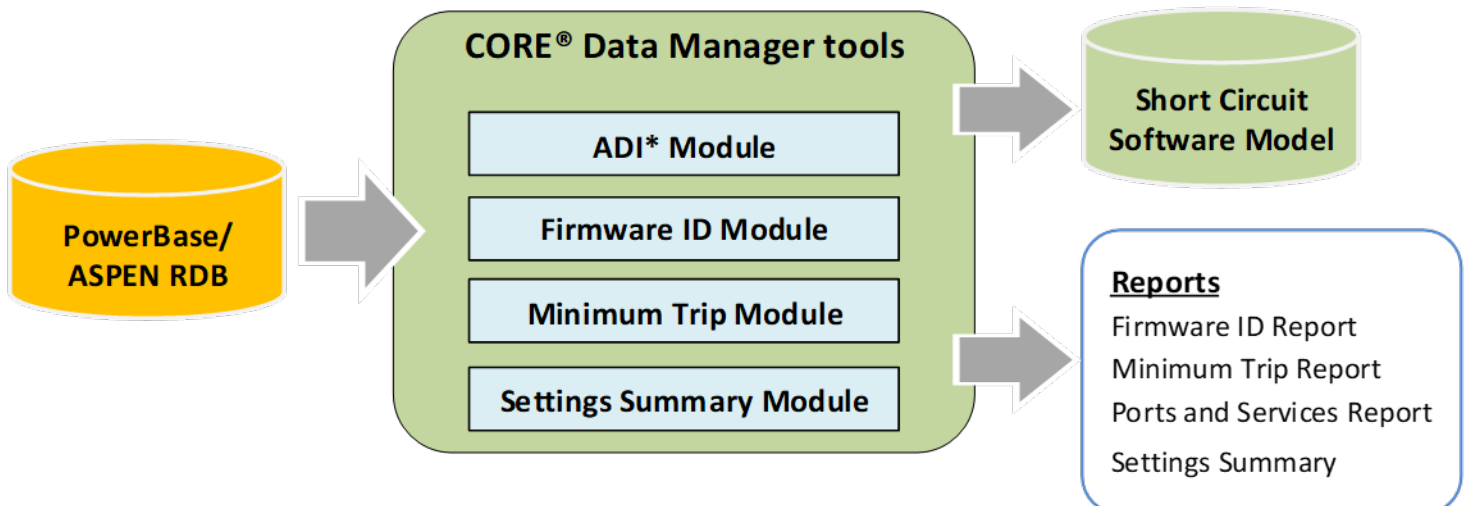 PowerBase/
ASPEN RDB
CORE® Data Manager tools
ADI* Module
Firmware ID Module
Minimum Trip Module
Settings Summary Module
Short Circuit
Software Model
Reports
Firmware ID Report
Minimum Trip Report
Ports and Services Report
Settings Summary